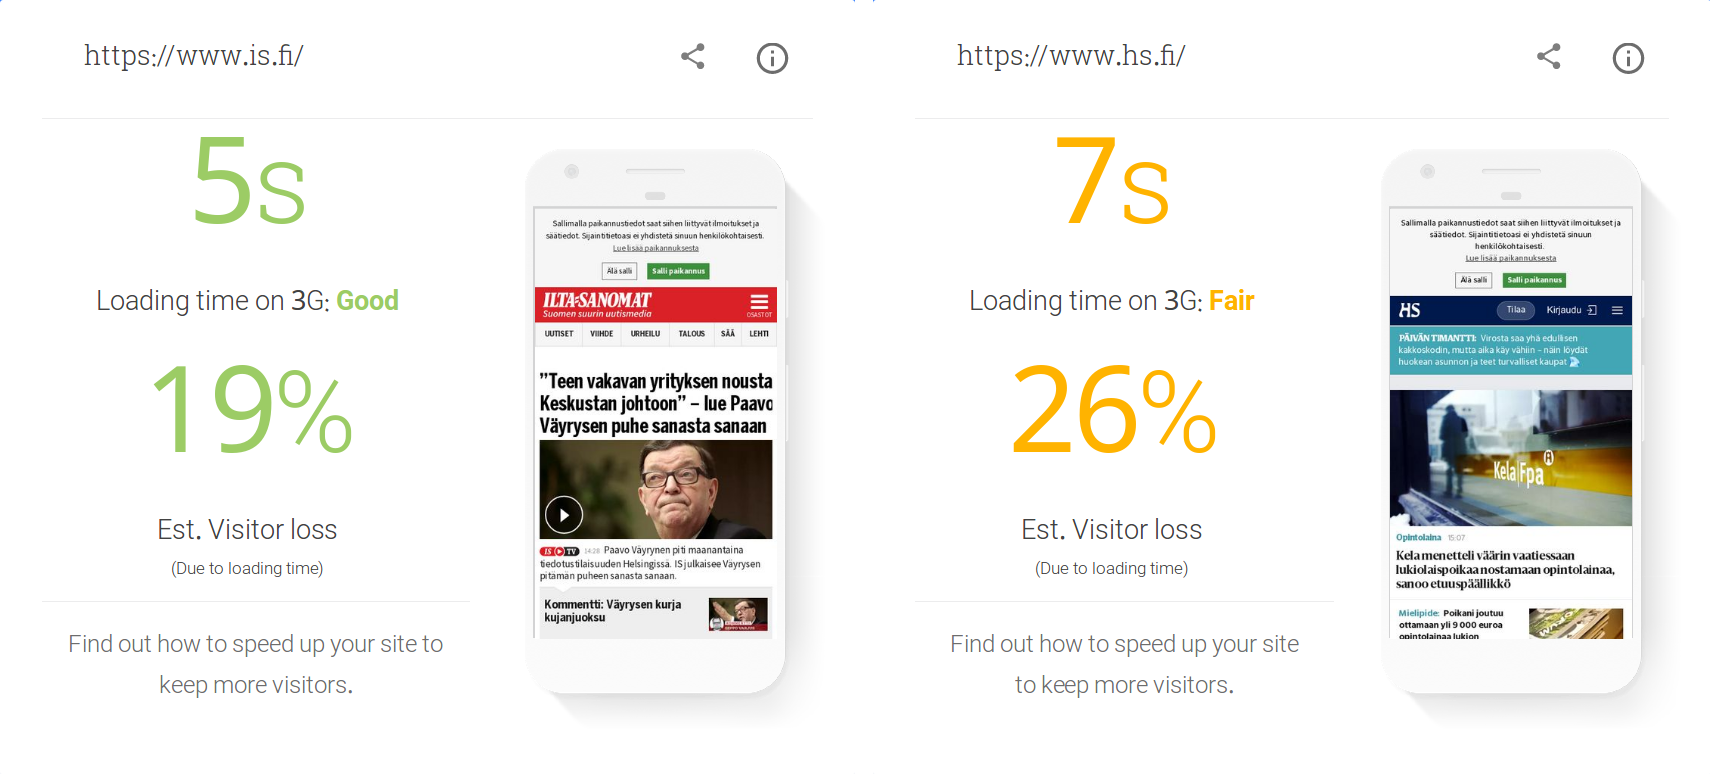 https://www.is.fi/
5s
Loading time on 3G: Good
19%
Est. Visitor loss
(Due to loading time)
Find out how to speed up your site to
keep more visitors.
Sallimalla paikannustiedot saat siihen liittyvät ilmoitukset ja
säätiedot. Sijaintitietoasi ei yhdistetä sinuun henkilökohtaisesti.
Lue lisää paikannuksesta
Älä salli Salli paikannus
ILTA-SANOMAT
Suomen suurin uutismedia
OSASTOT
UUTISET VIIHDE URHEILU TALOUS SÄÄ LEHTI
”Teen vakavan yrityksen nousta
Keskustan johtoon” – lue Paavo
Väyrysen puhe sanasta sanaan
IS TV 14:28 Paavo Väyrynen piti maanantaina
tiedotustilaisuuden Helsingissä. IS julkaisee Väyrysen
pitämän puheen sanasta sanaan.
Kommentti: Väyrysen kurja
kujanjuoksu
https://www.hs.fi/
7s
Loading time on 3G: Fair
26%
Est. Visitor loss
(Due to loading time)
Find out how to speed up your site
to keep more visitors.
Sallimalla paikannustiedot saat siihen liittyvät ilmoitukset ja
säätiedot. Sijaintitietoasi ei yhdistetä sinuun
henkilökohtaisesti.
Lue lisää paikannuksesta
Älä salli Salli paikannus
HS Tilaa Kirjaudu
PÄIVÄN TIMANTTI: Virosta saa yhä edullisen
kakkoskodin, mutta aika käy vähiin – näin löydät
huokean asunnon ja teet turvalliset kaupat
Kela|Fpa
Opintolaina 15:07
Kela menetteli väärin vaatiessaan
lukiolaispoikaa nostamaan opintolainaa,
sanoo etuuspäällikkö
Mielipide: Poikani joutuu
ottamaan yli 9 000 euroa
opintolainaa lukion